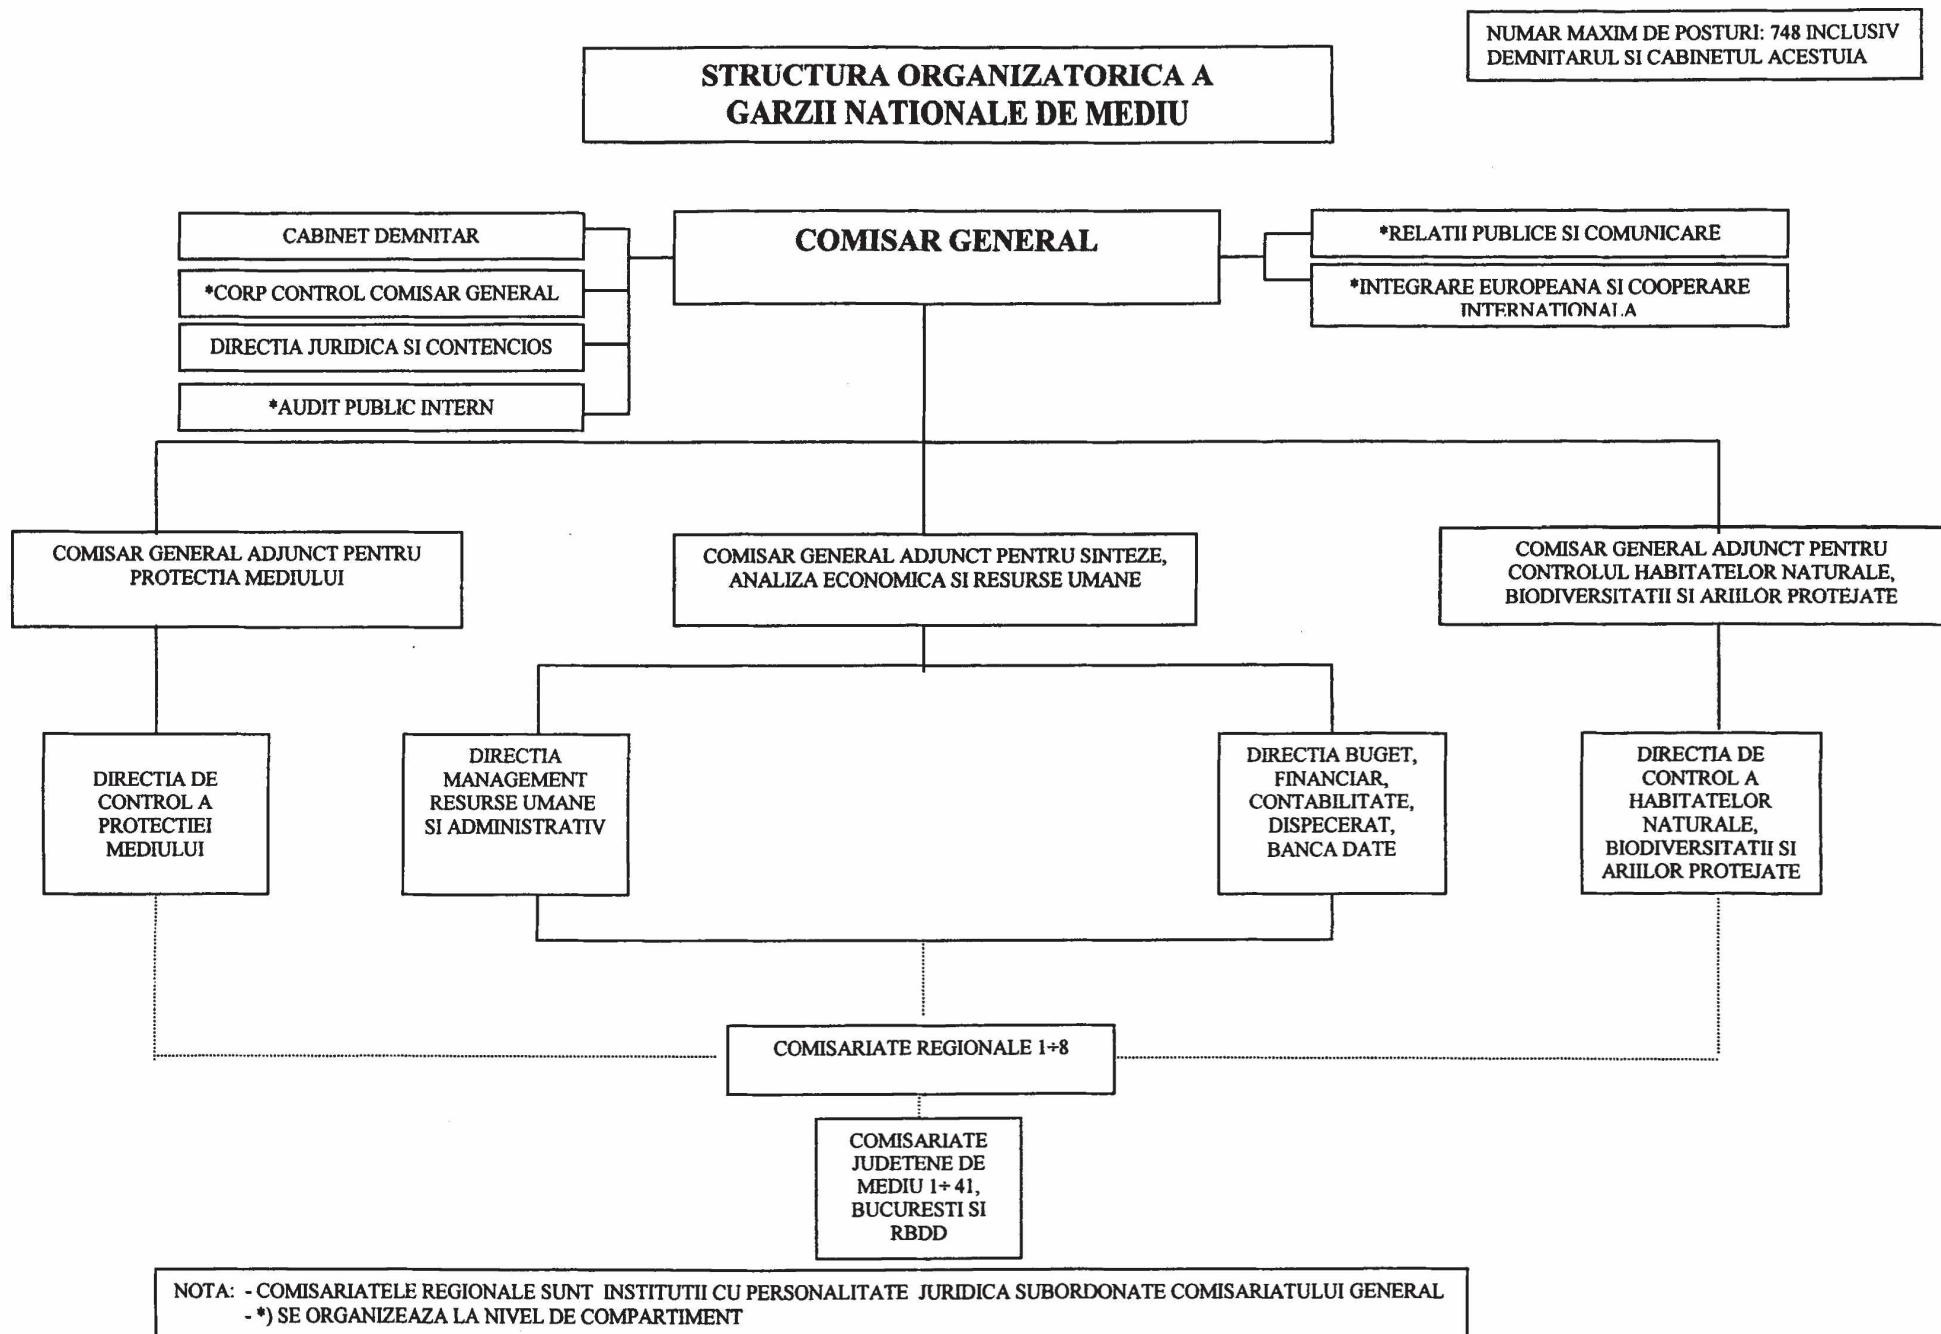 NUMAR MAXIM DE POSTURI: 748 INCLUSIV
DEMNITARUL SI CABINETUL ACESTUIA
STRUCTURA ORGANIZATORICA A
GARZII NATIONALE DE MEDIU
CABINET DEMNITAR
*CORP CONTROL COMISAR GENERAL
DIRECTIA JURIDICA SI CONTENCIOS
*AUDIT PUBLIC INTERN
COMISAR GENERAL
*RELATII PUBLICE SI COMUNICARE
*INTEGRARE EUROPEANA SI COOPERARE
INTERNATIONALA
COMISAR GENERAL ADJUNCT PENTRU
PROTECTIA MEDIULUI
COMISAR GENERAL ADJUNCT PENTRU SINTEZE,
ANALIZA ECONOMICA SI RESURSE UMANE
COMISAR GENERAL ADJUNCT PENTRU
CONTROLUL HABITATELOR NATURALE,
BIODIVERSITATII SI ARIILOR PROTEJATE
DIRECTIA DE
CONTROL A
PROTECTIEI
MEDIULUI
DIRECTIA
MANAGEMENT
RESURSE UMANE
SI ADMINISTRATIV
DIRECTIA BUGET,
FINANCIAR,
CONTABILITATE,
DISPECERAT,
BANCA DATE
DIRECTIA DE
CONTROL A
HABITATELOR
NATURALE,
BIODIVERSITATII SI
ARIILOR PROTEJATE
COMISARIATE REGIONALE 1÷8
COMISARIATE
JUDETENE DE
MEDIU 1÷41,
BUCURESTI SI
RBDD
NOTA: - COMISARIATELE REGIONALE SUNT INSTITUTII CU PERSONALITATE JURIDICA SUBORDONATE COMISARIATULUI GENERAL
- *) SE ORGANIZEAZA LA NIVEL DE COMPARTIMENT